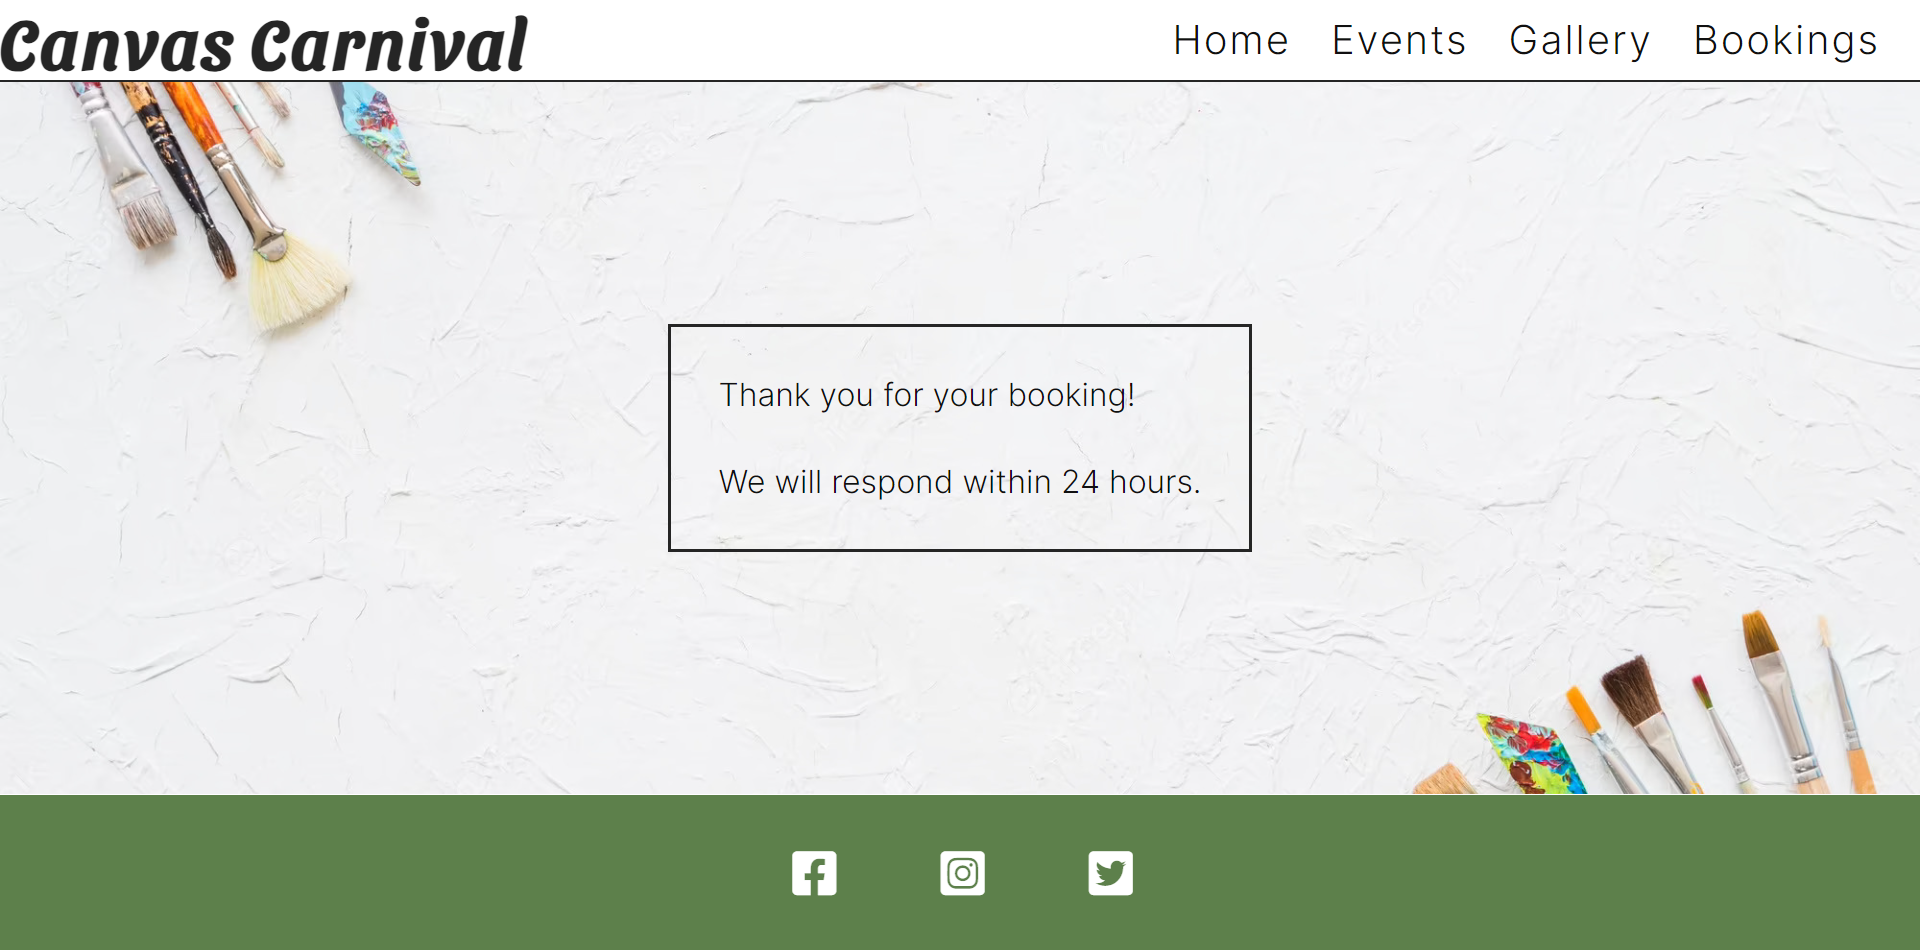 Canvas Carnival
Home Events Gallery Bookings
Thank you for your booking!
We will respond within 24 hours.